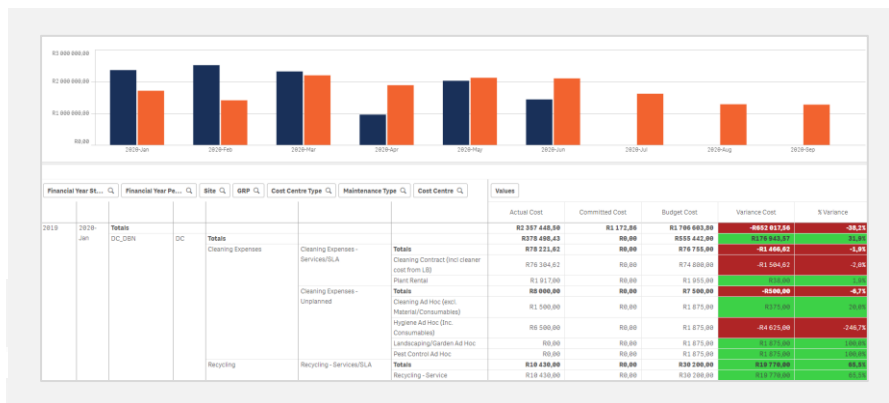 R3 000 000,00
R2 000 000,00
R1 000 000,00
R0,00
2020-Jan 2020-Feb 2020-Mar 2020-Apr 2020-May 2020-Jun 2020-Jul 2020-Aug 2020-Sep
Financial Year St... Financial Year Pe... Site GRP Cost Centre Type Maintenance Type Cost Centre Values
Actual Cost Committed Cost Budget Cost Variance Cost % Variance
2019 2020- Totals R2 357 448,50 R1 172,86 R1 706 603,80 -R652 017,56 -38,2%
Jan DC_DBN DC Totals R378 498,43 R0,00 R555 442,00 R176 943,57 31,9%
Cleaning Expenses Cleaning Expenses - Totals R78 221,62 R0,00 R76 755,00 -R1 466,62 -1,9%
Services/SLA Cleaning Contract (incl cleaner
cost from LB) R76 304,62 R0,00 R74 800,00 -R1 504,62 -2,0%
Plant Rental R1 917,00 R0,00 R1 955,00 R38,00 1,9%
Cleaning Expenses - Totals R8 000,00 R0,00 R7 500,00 -R500,00 -6,7%
Unplanned Cleaning Ad Hoc (excl.
Material/Consumables) R1 500,00 R0,00 R1 875,00 R375,00 20,0%
Hygiene Ad Hoc (Inc.
Consumables) R6 500,00 R0,00 R1 875,00 -R4 625,00 -246,7%
Landscaping/Garden Ad Hoc R0,00 R0,00 R1 875,00 R1 875,00 100,0%
Pest Control Ad Hoc R0,00 R0,00 R1 875,00 R1 875,00 100,0%
Recycling Recycling - Services/SLA Totals R10 430,00 R0,00 R30 200,00 R19 770,00 65,5%
Recycling - Service R10 430,00 R0,00 R30 200,00 R19 770,00 65,5%